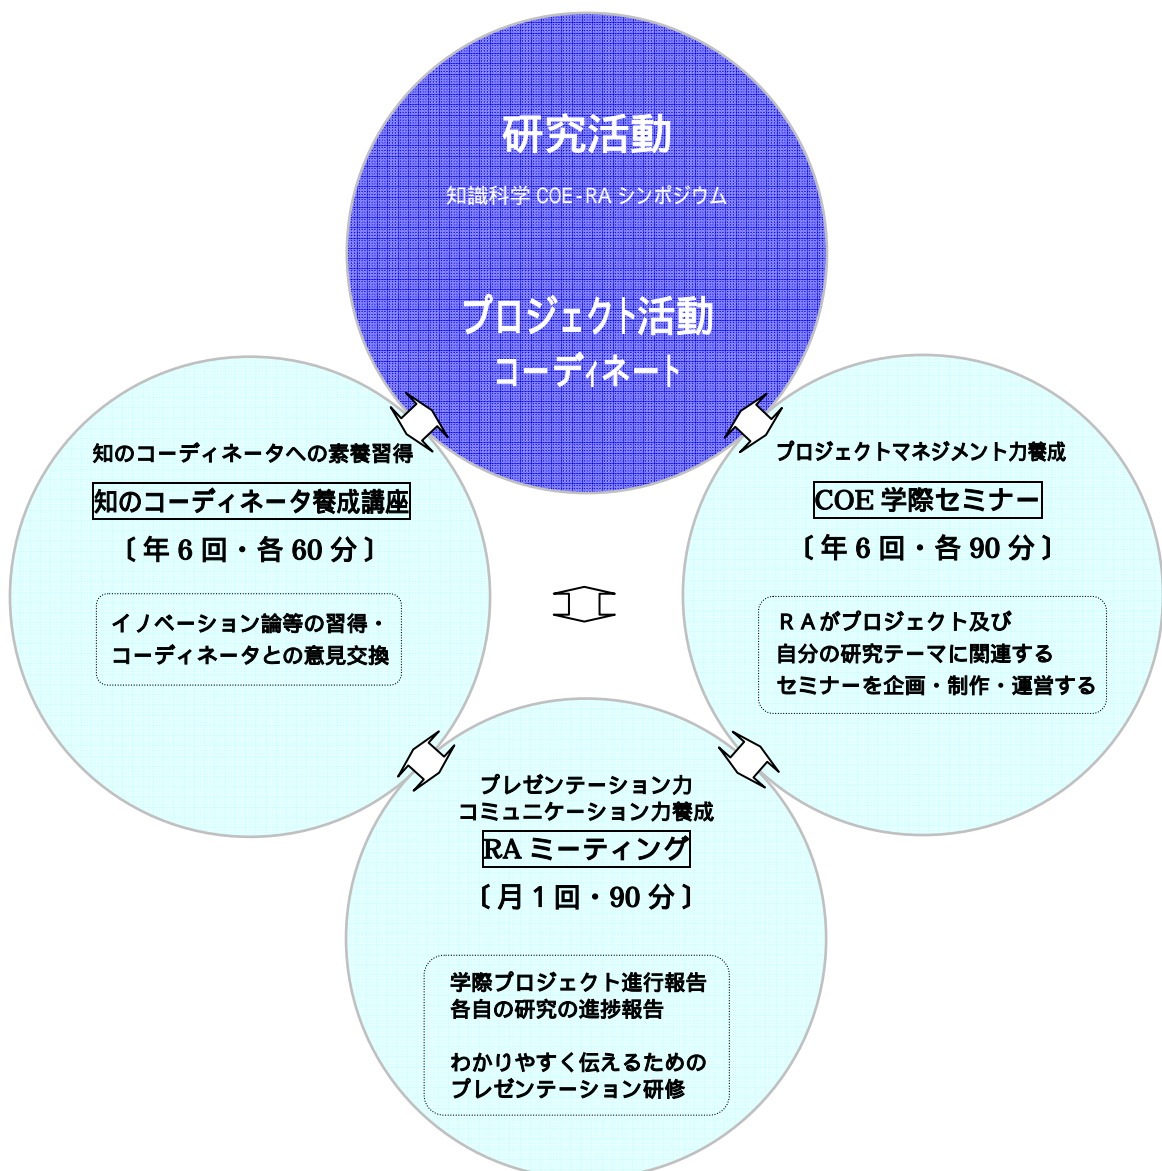 研究活動
知識科学 COE-RA シンポジウム
プロジェクト活動
コーディネート
知のコーディネータへの素養習得
知のコーディネータ養成講座
〔年 6 回・各 60 分〕
イノベーション論等の習得・
コーディネータとの意見交換
プロジェクトマネジメント力養成
COE 学際セミナー
〔年 6 回・各 90 分〕
ＲＡがプロジェクト及び
自分の研究テーマに関連する
セミナーを企画・制作・運営する
プレゼンテーション力
コミュニケーション力養成
RA ミーティング
〔月 1 回・90 分〕
学際プロジェクト進行報告
各自の研究の進捗報告
わかりやすく伝えるための
プレゼンテーション研修